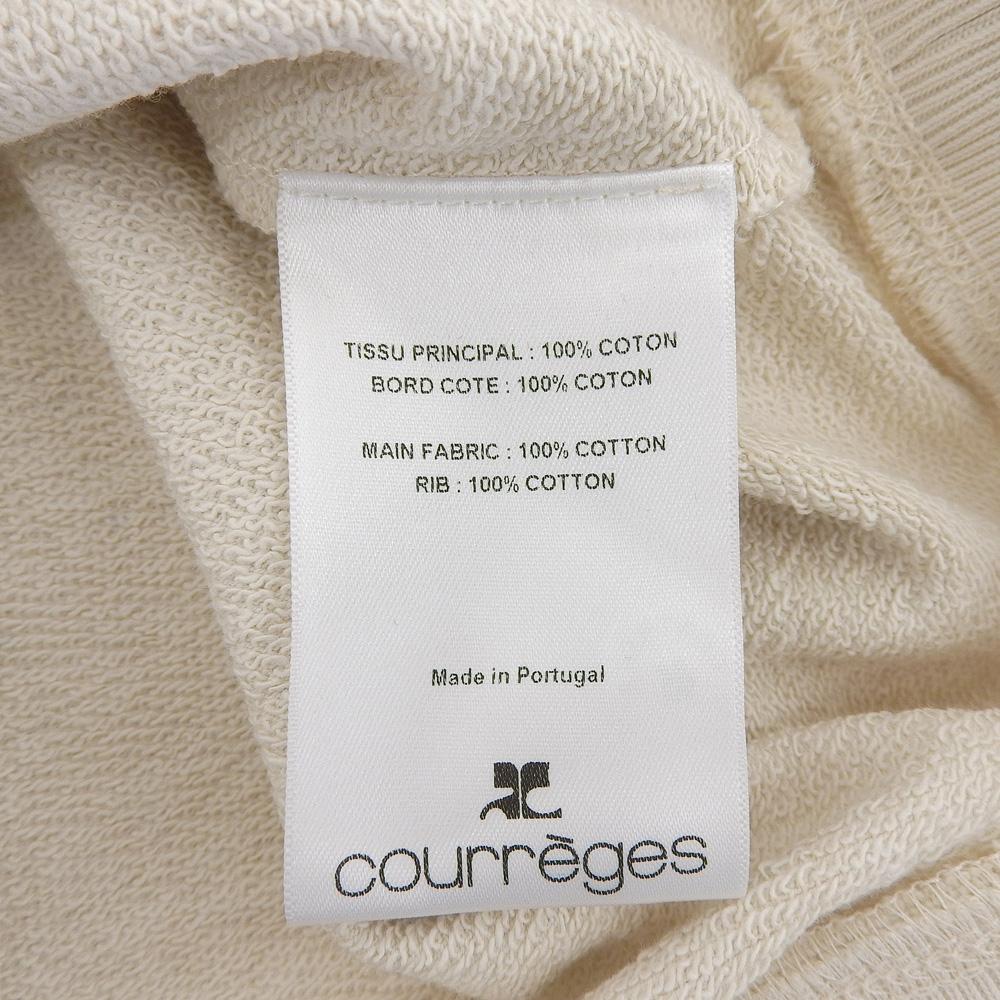 TISSU PRINCIPAL : 100% COTON
BORD COTE : 100% COTON
MAIN FABRIC : 100% COTTON
RIB : 100% COTTON
Made in Portugal
courrèges